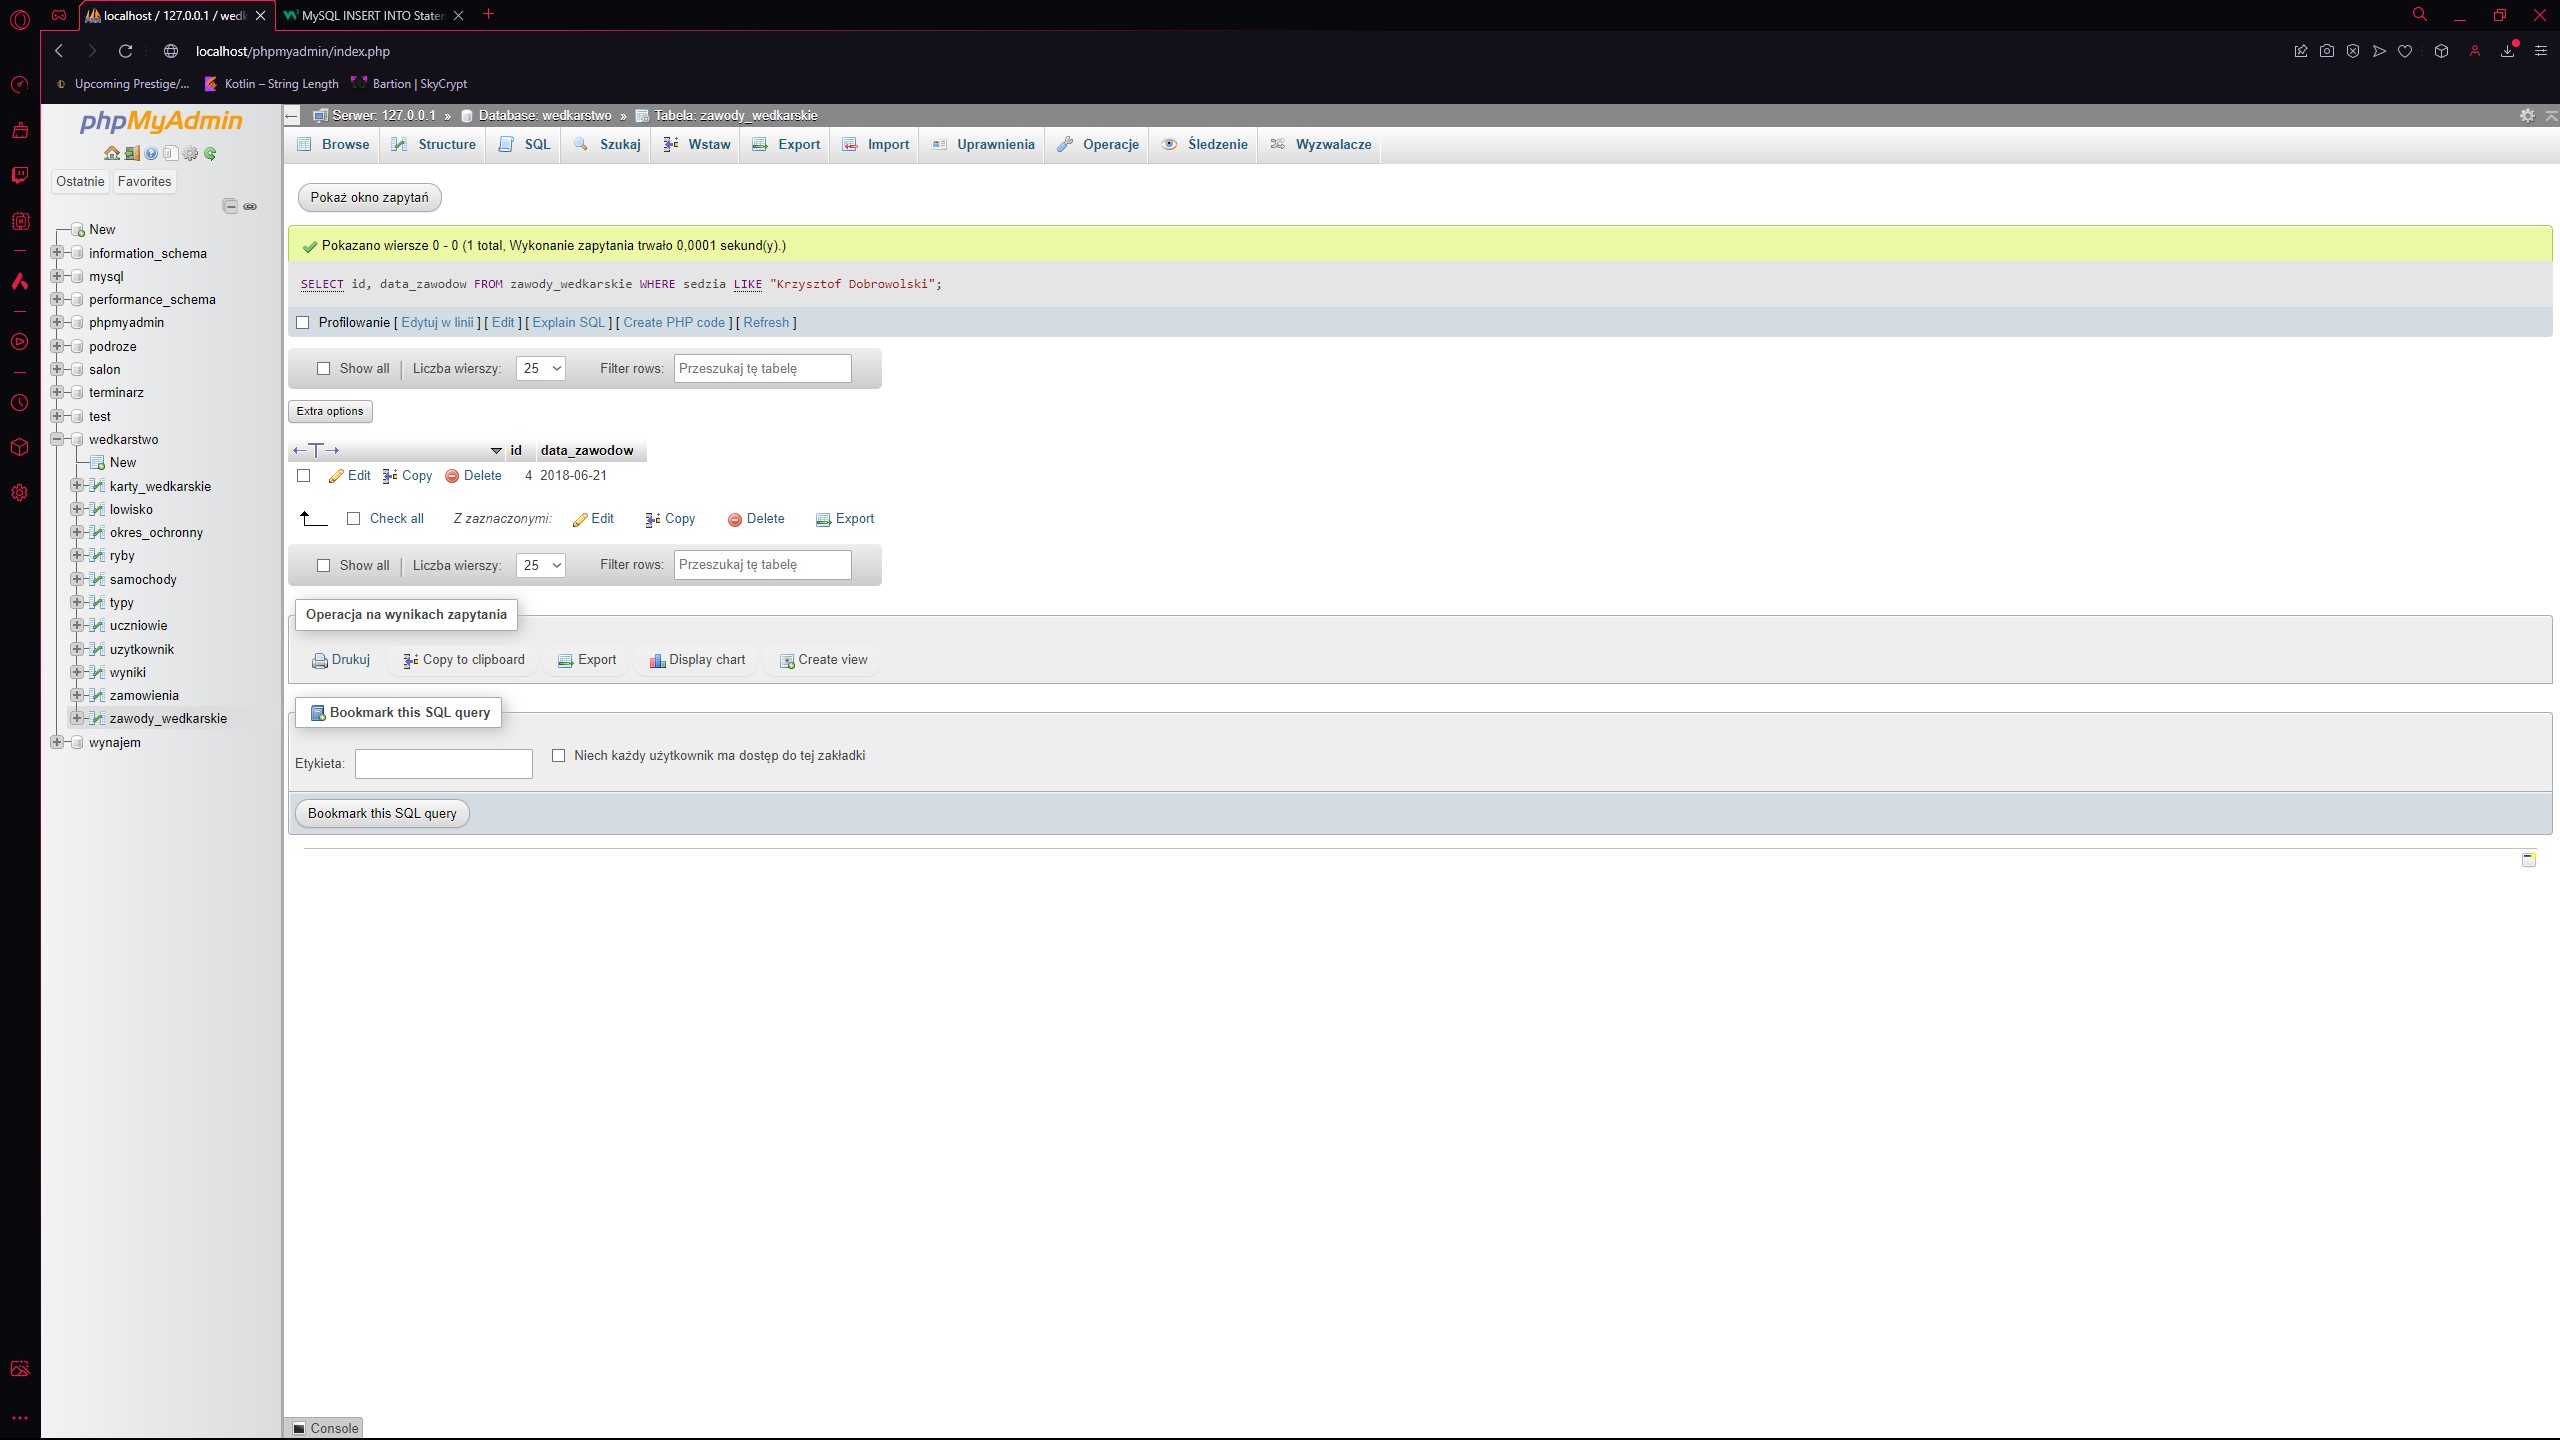 localhost / 127.0.0.1 / wedk
MySQL INSERT INTO Stater
localhost/phpmyadmin/index.php
Upcoming Prestige/...
Kotlin – String Length
Bartion | SkyCrypt
phpMyAdmin
Ostatnie
Favorites
New
information_schema
mysql
performance_schema
phpmyadmin
podroze
salon
terminarz
test
wedkarstwo
New
karty_wedkarskie
lowisko
okres_ochronny
ryby
samochody
typy
uczniowie
uzytkownik
wyniki
zamowienia
zawody_wedkarskie
wynajem
Serwer: 127.0.0.1 » Database: wedkarstwo » Tabela: zawody_wedkarskie
Browse Structure SQL Szukaj Wstaw Export Import Uprawnienia Operacje Śledzenie Wyzwalacze
Pokaż okno zapytań
Pokazano wiersze 0 - 0 (1 total, Wykonanie zapytania trwało 0,0001 sekund(y).)
SELECT id, data_zawodow FROM zawody_wedkarskie WHERE sedzia LIKE "Krzysztof Dobrowolski";
Profilowanie [ Edytuj w linii ] [ Edit ] [ Explain SQL ] [ Create PHP code ] [ Refresh ]
Show all | Liczba wierszy: 25 Filter rows: Przeszukaj tę tabelę
Extra options
←T→ id data_zawodow
Edit Copy Delete 4 2018-06-21
Check all Z zaznaczonymi: Edit Copy Delete Export
Show all | Liczba wierszy: 25 Filter rows: Przeszukaj tę tabelę
Operacja na wynikach zapytania
Drukuj Copy to clipboard Export Display chart Create view
Bookmark this SQL query
Etykieta: Niech każdy użytkownik ma dostęp do tej zakładki
Bookmark this SQL query
Console